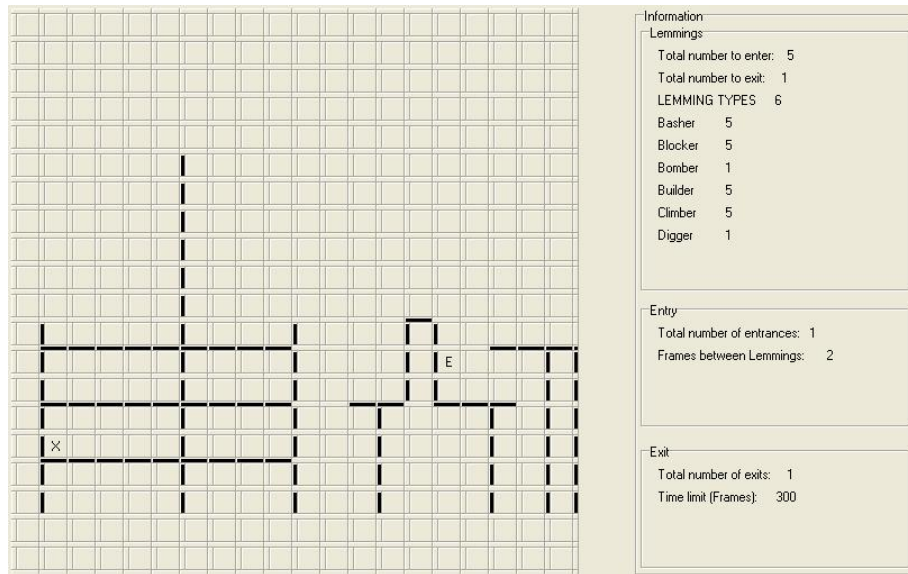 Information
Lemmings
Total number to enter: 5
Total number to exit: 1
LEMMING TYPES 6
Basher 5
Blocker 5
Bomber 1
Builder 5
Climber 5
Digger 1
Entry
Total number of entrances: 1
Frames between Lemmings: 2
E
X
Exit
Total number of exits: 1
Time limit (Frames): 300